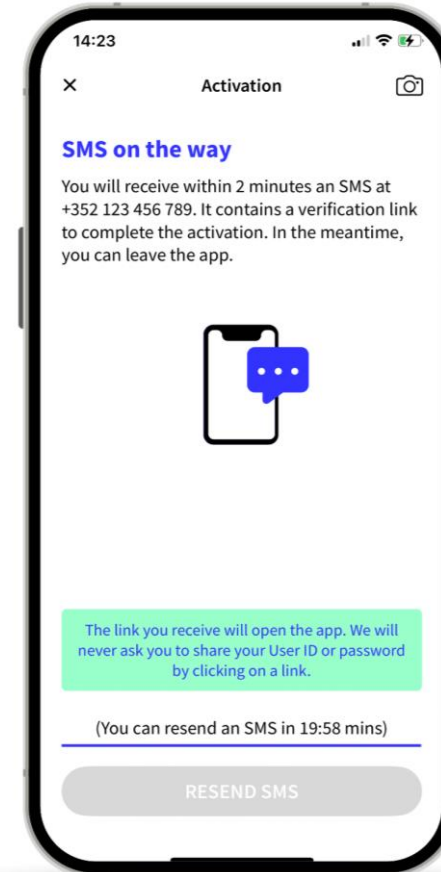 14:23
Activation
SMS on the way
You will receive within 2 minutes an SMS at
+352 123 456 789. It contains a verification link
to complete the activation. In the meantime,
you can leave the app.
The link you receive will open the app. We will
never ask you to share your User ID or password
by clicking on a link.
(You can resend an SMS in 19:58 mins)
RESEND SMS